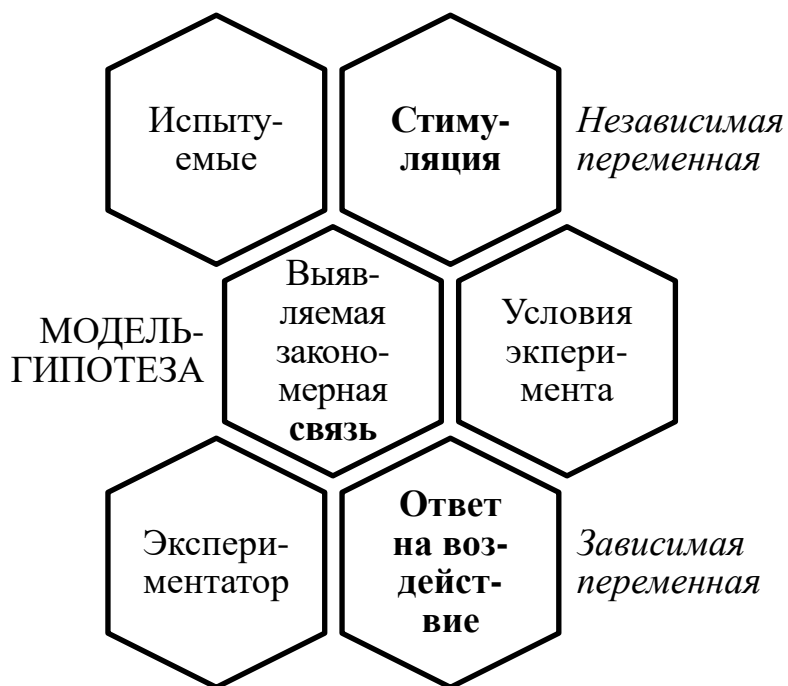 Испыту-
емые
Стиму-
ляция
Независимая
переменная
МОДЕЛЬ-
ГИПОТЕЗА
Выяв-
ляемая
законо-
мерная
связь
Условия
экпери-
мента
Экспери-
ментатор
Ответ
на воз-
дейст-
вие
Зависимая
переменная